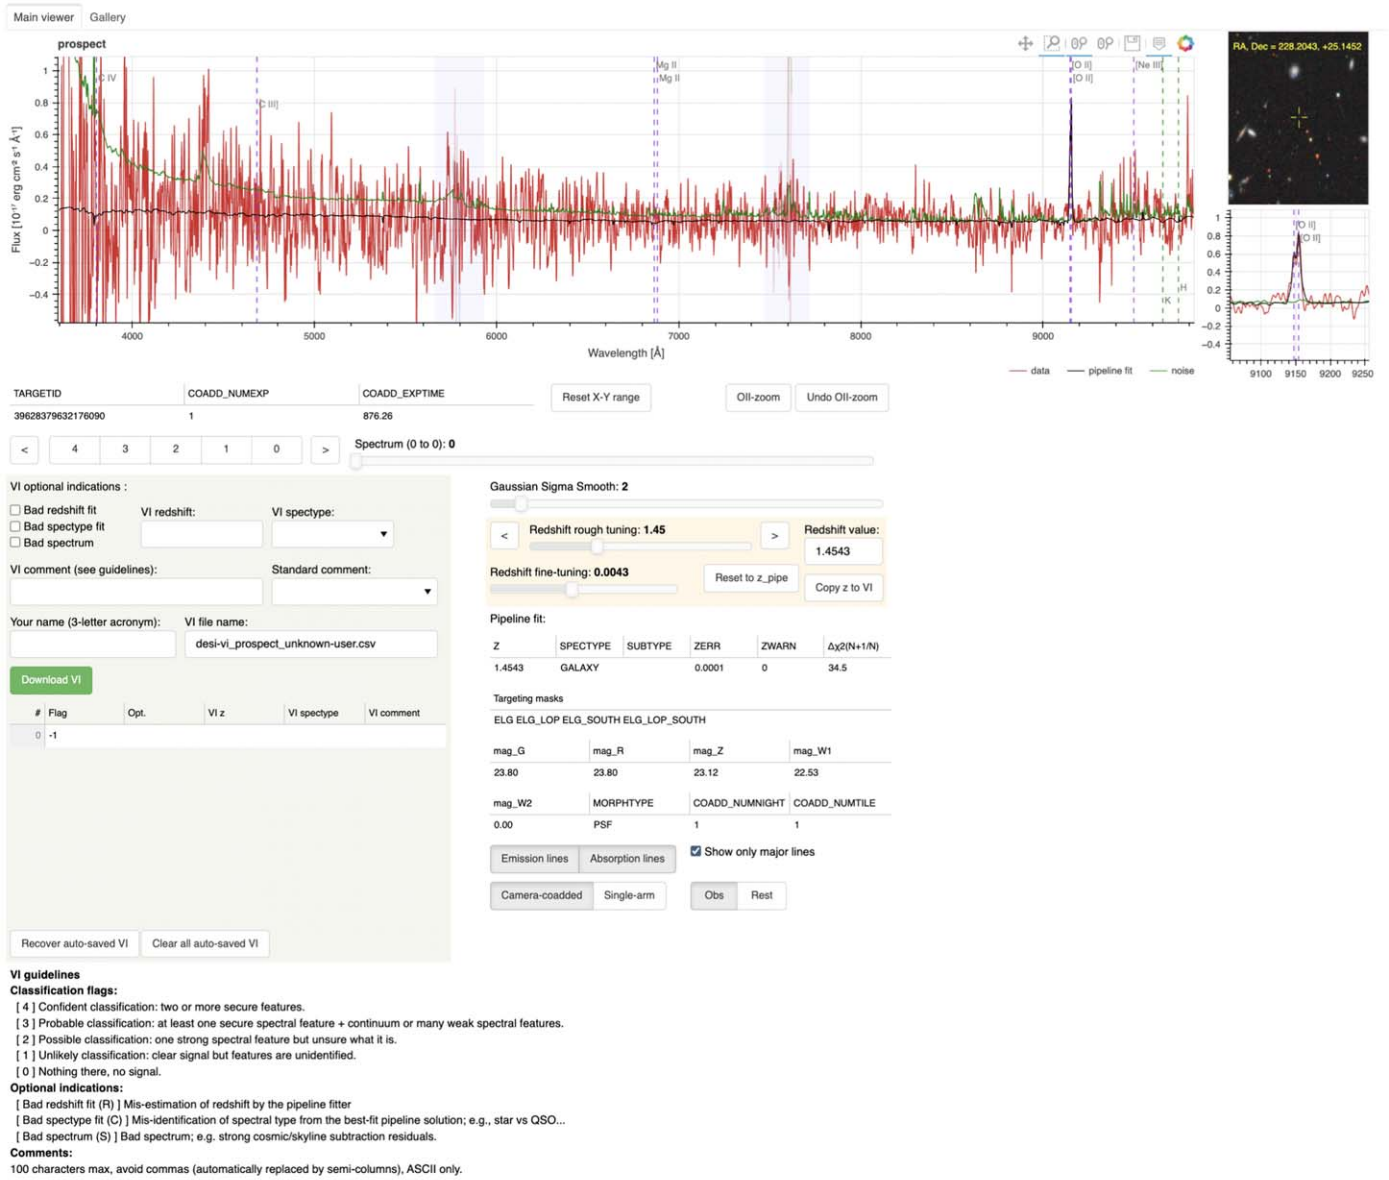 Main viewer Gallery
prospect
RA, Dec = 228.2043, +25.1452
C IV
C III]
Mg II
Mg II
[O II]
[O II]
[Ne III]
K
H
1
0.8
0.6
0.4
0.2
0
−0.2
−0.4
Flux [10⁻¹⁷ erg cm² s⁻¹ Å⁻¹]
4000 5000 6000 7000 8000 9000
Wavelength [Å]
data pipeline fit noise
[O II]
[O II]
1
0.8
0.6
0.4
0.2
0
-0.2
-0.4
9100 9150 9200 9250
TARGETID COADD_NUMEXP COADD_EXPTIME
39628379632176090 1 876.26
Reset X-Y range OII-zoom Undo OII-zoom
< 4 3 2 1 0 >
Spectrum (0 to 0): 0
VI optional indications :
Bad redshift fit
Bad spectype fit
Bad spectrum
VI redshift: VI spectype:
VI comment (see guidelines): Standard comment:
Your name (3-letter acronym): VI file name:
desi-vi_prospect_unknown-user.csv
Download VI
# Flag Opt. VI z VI spectype VI comment
0 -1
Recover auto-saved VI Clear all auto-saved VI
Gaussian Sigma Smooth: 2
< Redshift rough tuning: 1.45 > Redshift value:
1.4543
Redshift fine-tuning: 0.0043 Reset to z_pipe Copy z to VI
Pipeline fit:
Z SPECTYPE SUBTYPE ZERR ZWARN Δχ2(N+1/N)
1.4543 GALAXY 0.0001 0 34.5
Targeting masks
ELG ELG_LOP ELG_SOUTH ELG_LOP_SOUTH
mag_G mag_R mag_Z mag_W1
23.80 23.80 23.12 22.53
mag_W2 MORPHTYPE COADD_NUMNIGHT COADD_NUMTILE
0.00 PSF 1 1
Emission lines Absorption lines Show only major lines
Camera-coadded Single-arm Obs Rest
VI guidelines
Classification flags:
[ 4 ] Confident classification: two or more secure features.
[ 3 ] Probable classification: at least one secure spectral feature + continuum or many weak spectral features.
[ 2 ] Possible classification: one strong spectral feature but unsure what it is.
[ 1 ] Unlikely classification: clear signal but features are unidentified.
[ 0 ] Nothing there, no signal.
Optional indications:
[ Bad redshift fit (R) ] Mis-estimation of redshift by the pipeline fitter
[ Bad spectype fit (C) ] Mis-identification of spectral type from the best-fit pipeline solution; e.g., star vs QSO...
[ Bad spectrum (S) ] Bad spectrum; e.g. strong cosmic/skyline subtraction residuals.
Comments:
100 characters max, avoid commas (automatically replaced by semi-columns), ASCII only.